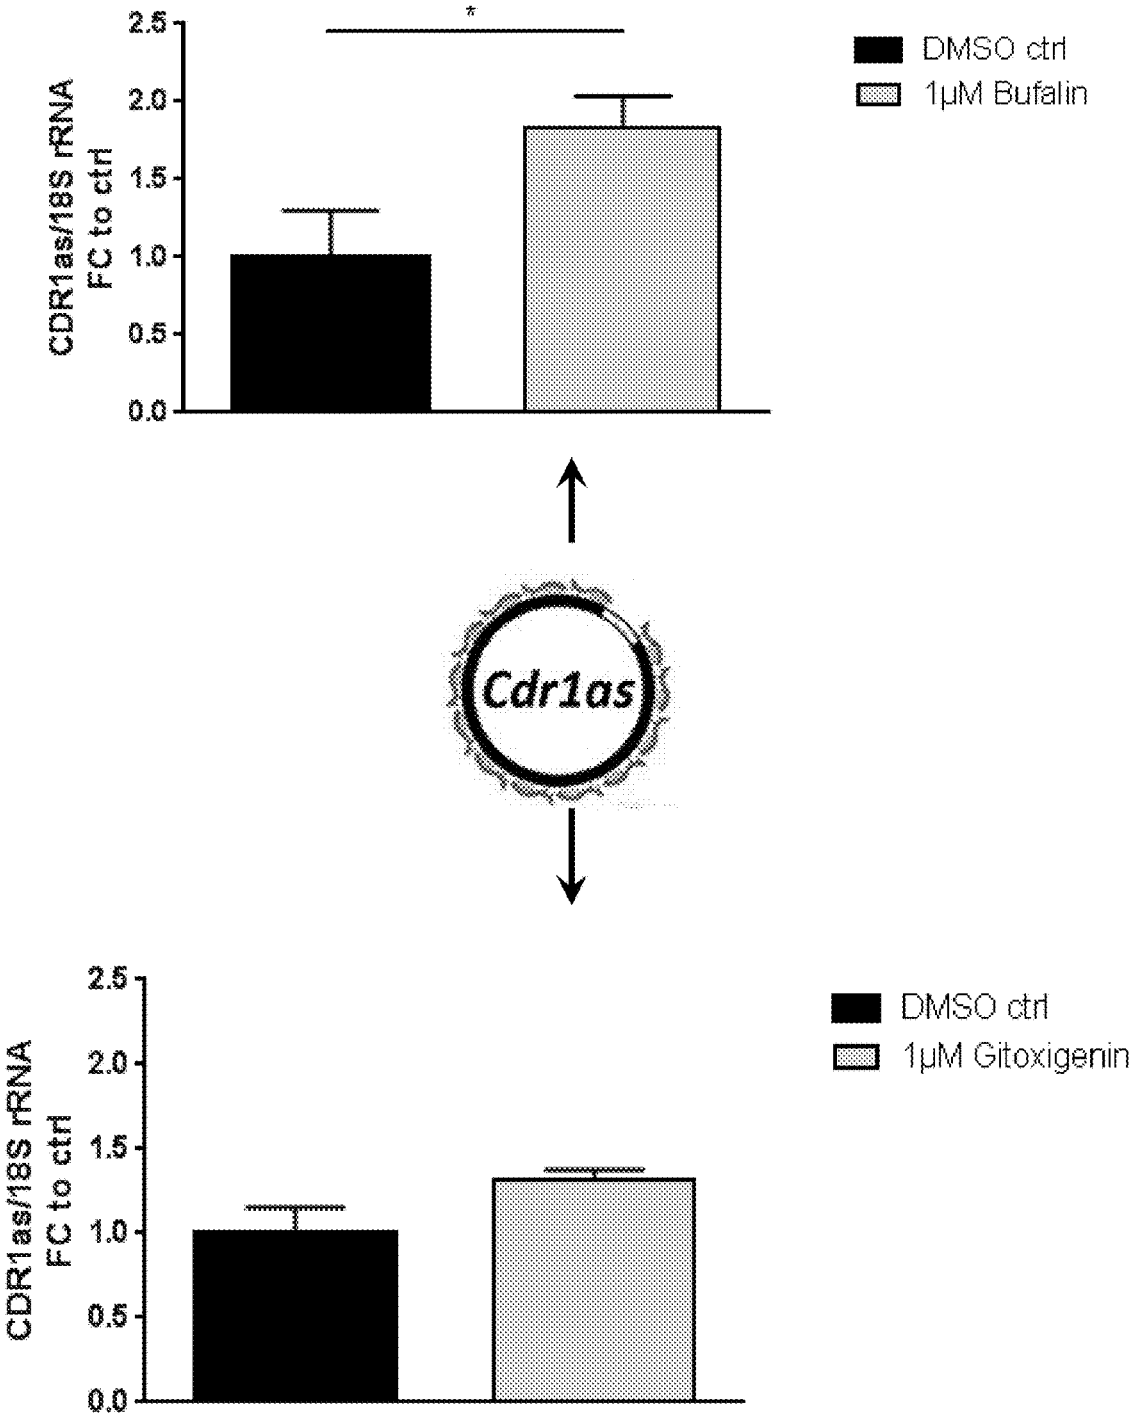 *
2.5
2.0
1.5
1.0
0.5
0.0
CDR1as/18S rRNA
FC to ctrl
DMSO ctrl
1µM Bufalin
Cdr1as
2.5
2.0
1.5
1.0
0.5
0.0
CDR1as/18S rRNA
FC to ctrl
DMSO ctrl
1µM Gitoxigenin